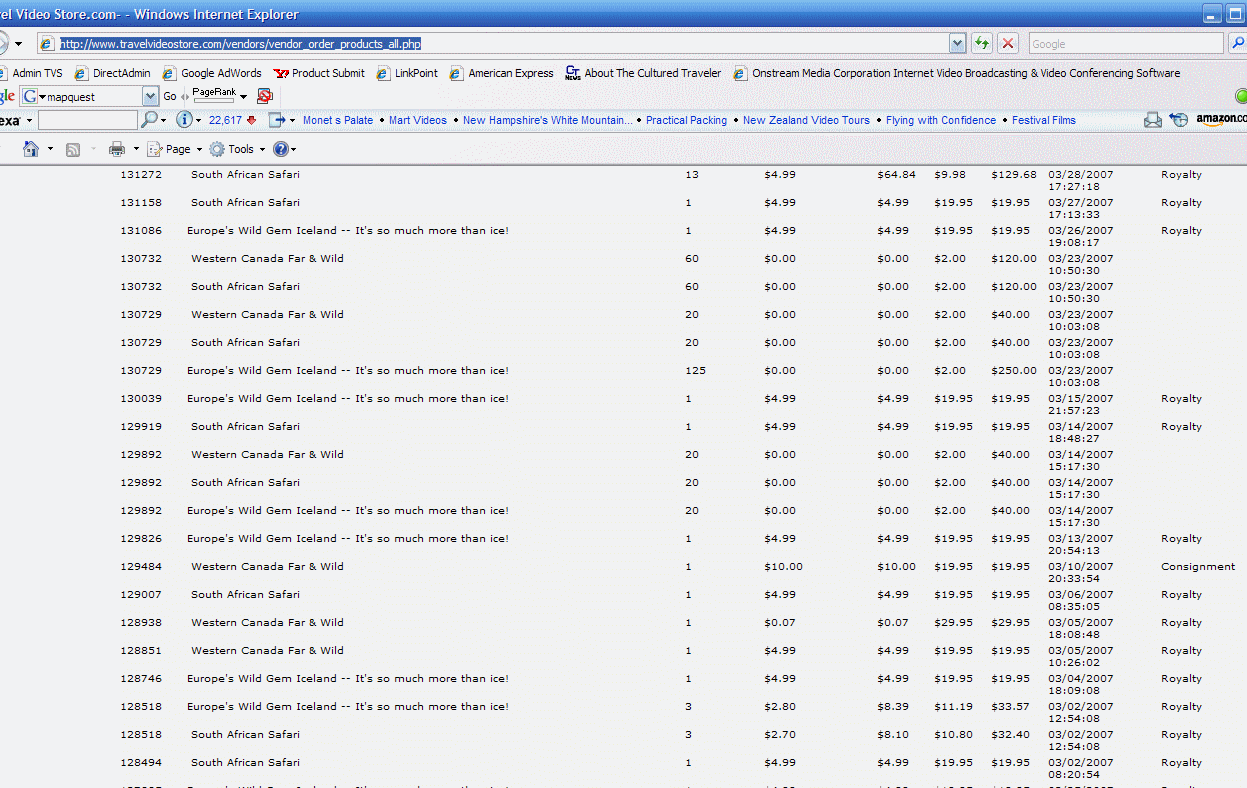 el Video Store.com- - Windows Internet Explorer
http://www.travelvideostore.com/vendors/vendor_order_products_all.php Google
Admin TVS DirectAdmin Google AdWords Product Submit LinkPoint American Express About The Cultured Traveler Onstream Media Corporation Internet Video Broadcasting & Video Conferencing Software
gle G mapquest Go PageRank
exa 22,617 Monet s Palate • Mart Videos • New Hampshire's White Mountain... • Practical Packing • New Zealand Video Tours • Flying with Confidence • Festival Films amazon.co
Page Tools
131272 South African Safari 13 $4.99 $64.84 $9.98 $129.68 03/28/2007 Royalty
17:27:18
131158 South African Safari 1 $4.99 $4.99 $19.95 $19.95 03/27/2007 Royalty
17:13:33
131086 Europe's Wild Gem Iceland -- It's so much more than ice! 1 $4.99 $4.99 $19.95 $19.95 03/26/2007 Royalty
19:08:17
130732 Western Canada Far & Wild 60 $0.00 $0.00 $2.00 $120.00 03/23/2007
10:50:30
130732 South African Safari 60 $0.00 $0.00 $2.00 $120.00 03/23/2007
10:50:30
130729 Western Canada Far & Wild 20 $0.00 $0.00 $2.00 $40.00 03/23/2007
10:03:08
130729 South African Safari 20 $0.00 $0.00 $2.00 $40.00 03/23/2007
10:03:08
130729 Europe's Wild Gem Iceland -- It's so much more than ice! 125 $0.00 $0.00 $2.00 $250.00 03/23/2007
10:03:08
130039 Europe's Wild Gem Iceland -- It's so much more than ice! 1 $4.99 $4.99 $19.95 $19.95 03/15/2007 Royalty
21:57:23
129919 South African Safari 1 $4.99 $4.99 $19.95 $19.95 03/14/2007 Royalty
18:48:27
129892 Western Canada Far & Wild 20 $0.00 $0.00 $2.00 $40.00 03/14/2007
15:17:30
129892 South African Safari 20 $0.00 $0.00 $2.00 $40.00 03/14/2007
15:17:30
129892 Europe's Wild Gem Iceland -- It's so much more than ice! 20 $0.00 $0.00 $2.00 $40.00 03/14/2007
15:17:30
129826 Europe's Wild Gem Iceland -- It's so much more than ice! 1 $4.99 $4.99 $19.95 $19.95 03/13/2007 Royalty
20:54:13
129484 Western Canada Far & Wild 1 $10.00 $10.00 $19.95 $19.95 03/10/2007 Consignment
20:33:54
129007 South African Safari 1 $4.99 $4.99 $19.95 $19.95 03/06/2007 Royalty
08:35:05
128938 Western Canada Far & Wild 1 $0.07 $0.07 $29.95 $29.95 03/05/2007 Royalty
18:08:48
128851 Western Canada Far & Wild 1 $4.99 $4.99 $19.95 $19.95 03/05/2007 Royalty
10:26:02
128746 Europe's Wild Gem Iceland -- It's so much more than ice! 1 $4.99 $4.99 $19.95 $19.95 03/04/2007 Royalty
18:09:08
128518 Europe's Wild Gem Iceland -- It's so much more than ice! 3 $2.80 $8.39 $11.19 $33.57 03/02/2007 Royalty
12:54:08
128518 South African Safari 3 $2.70 $8.10 $10.80 $32.40 03/02/2007 Royalty
12:54:08
128494 South African Safari 1 $4.99 $4.99 $19.95 $19.95 03/02/2007 Royalty
08:20:54